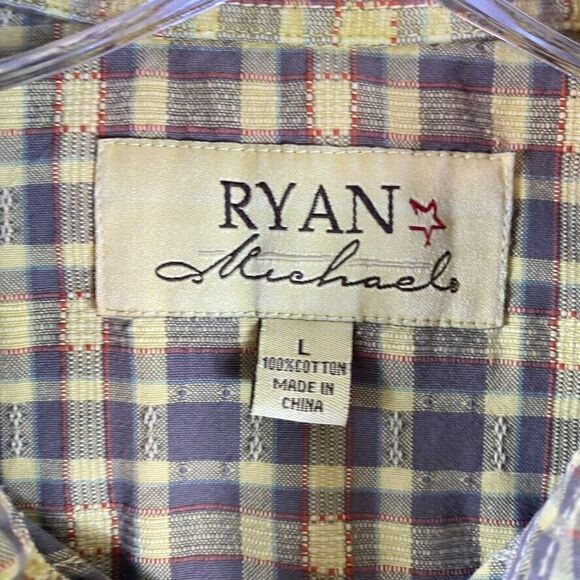 RYAN
Michael
L
100%COTTON
MADE IN
CHINA